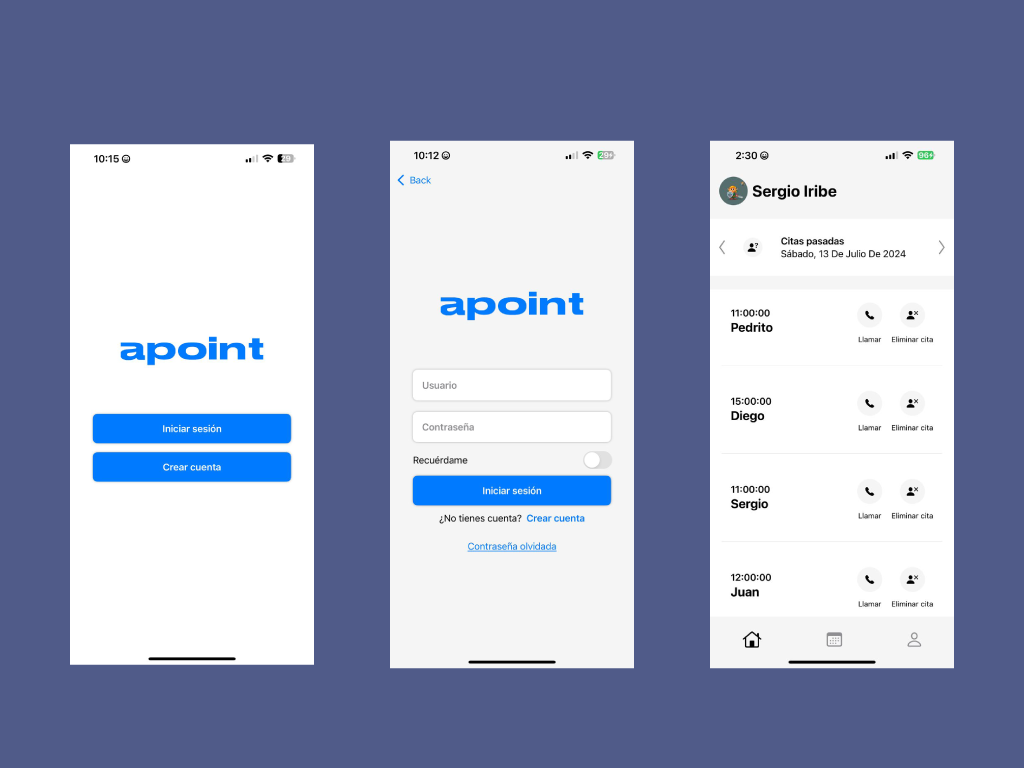 10:15
29
apoint
Iniciar sesión
Crear cuenta
10:12
29+
Back
apoint
Usuario
Contraseña
Recuérdame
Iniciar sesión
¿No tienes cuenta? Crear cuenta
Contraseña olvidada
2:30
96+
Sergio Iribe
Citas pasadas
Sábado, 13 De Julio De 2024
11:00:00
Pedrito
Llamar Eliminar cita
15:00:00
Diego
Llamar Eliminar cita
11:00:00
Sergio
Llamar Eliminar cita
12:00:00
Juan
Llamar Eliminar cita